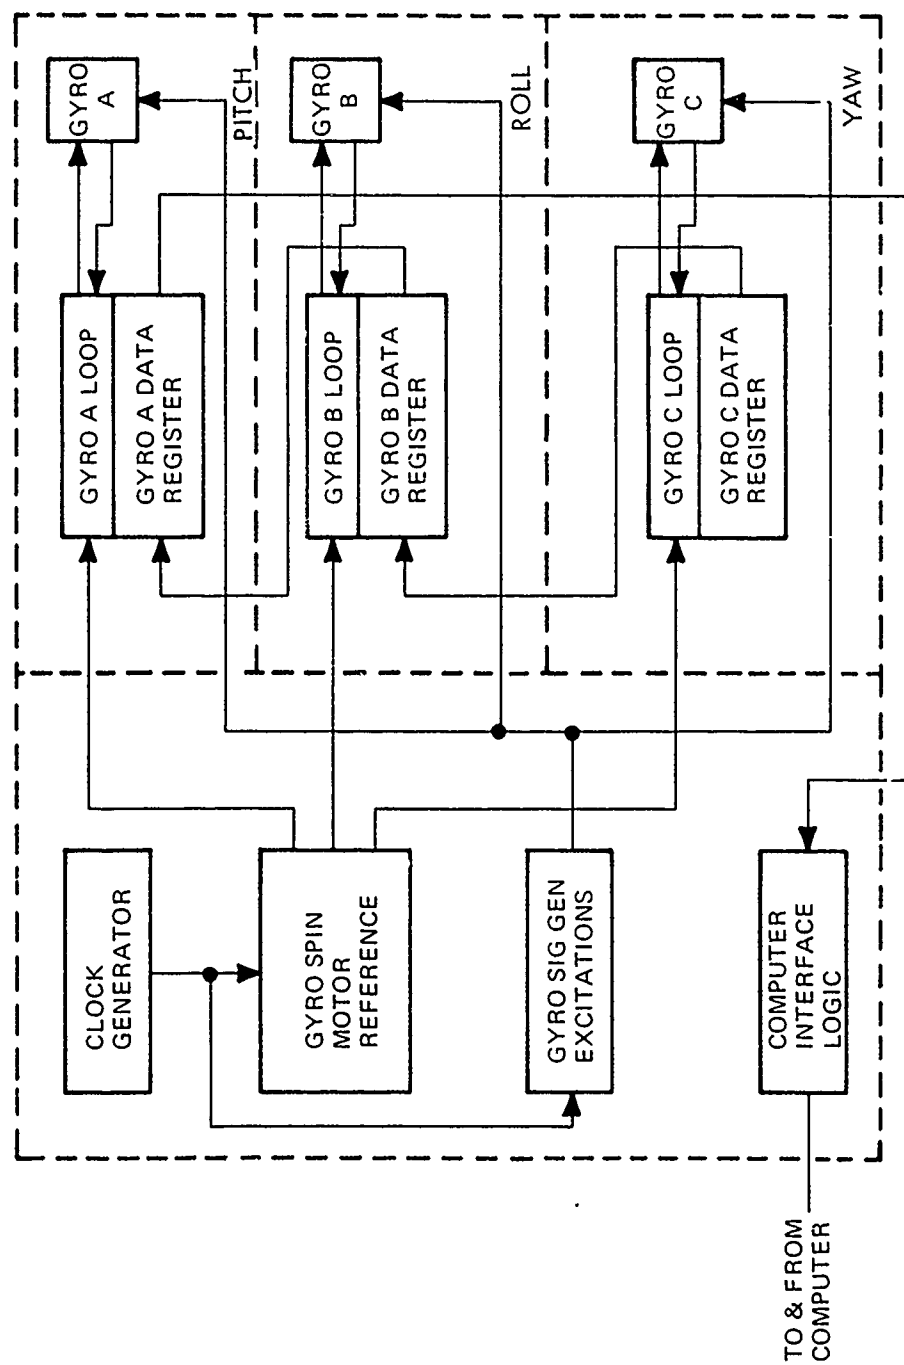 CLOCK
GENERATOR
GYRO SPIN
MOTOR
REFERENCE
GYRO SIG GEN
EXCITATIONS
COMPUTER
INTERFACE
LOGIC
TO & FROM
COMPUTER
GYRO A LOOP
GYRO A DATA
REGISTER
GYRO
A
PITCH
GYRO B LOOP
GYRO B DATA
REGISTER
GYRO
B
ROLL
GYRO C LOOP
GYRO C DATA
REGISTER
GYRO
C
YAW